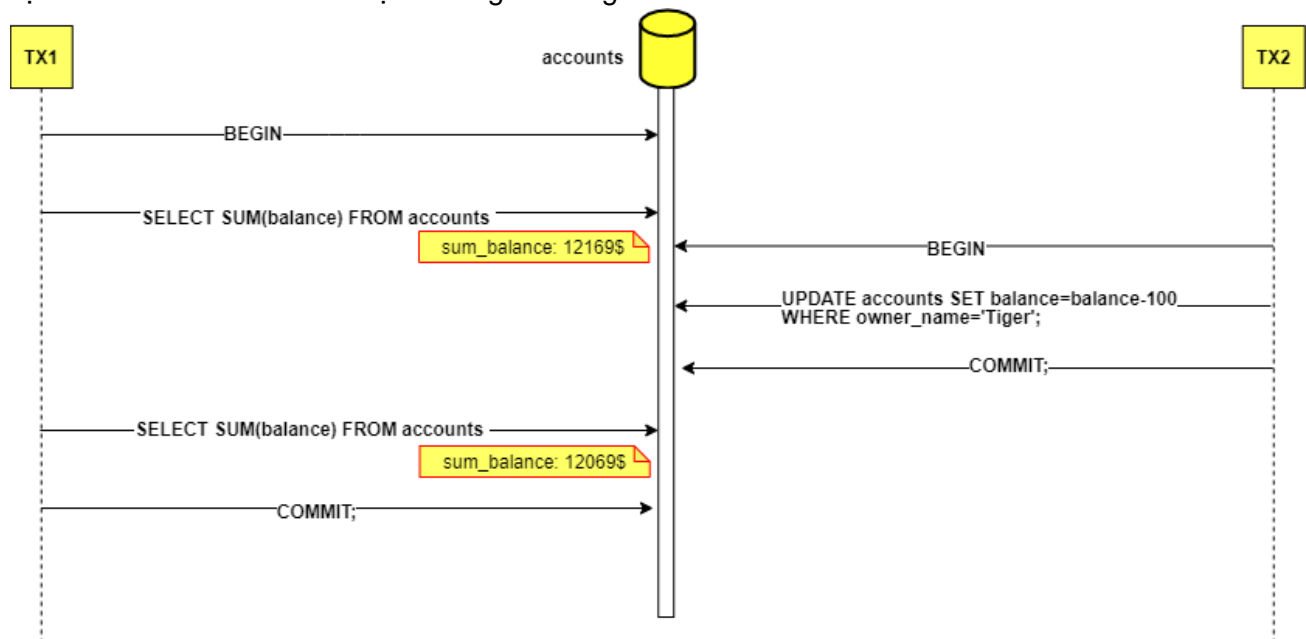 TX1
accounts
TX2
BEGIN
SELECT SUM(balance) FROM accounts
sum_balance: 12169$
BEGIN
UPDATE accounts SET balance=balance-100
WHERE owner_name='Tiger';
COMMIT;
SELECT SUM(balance) FROM accounts
sum_balance: 12069$
COMMIT;